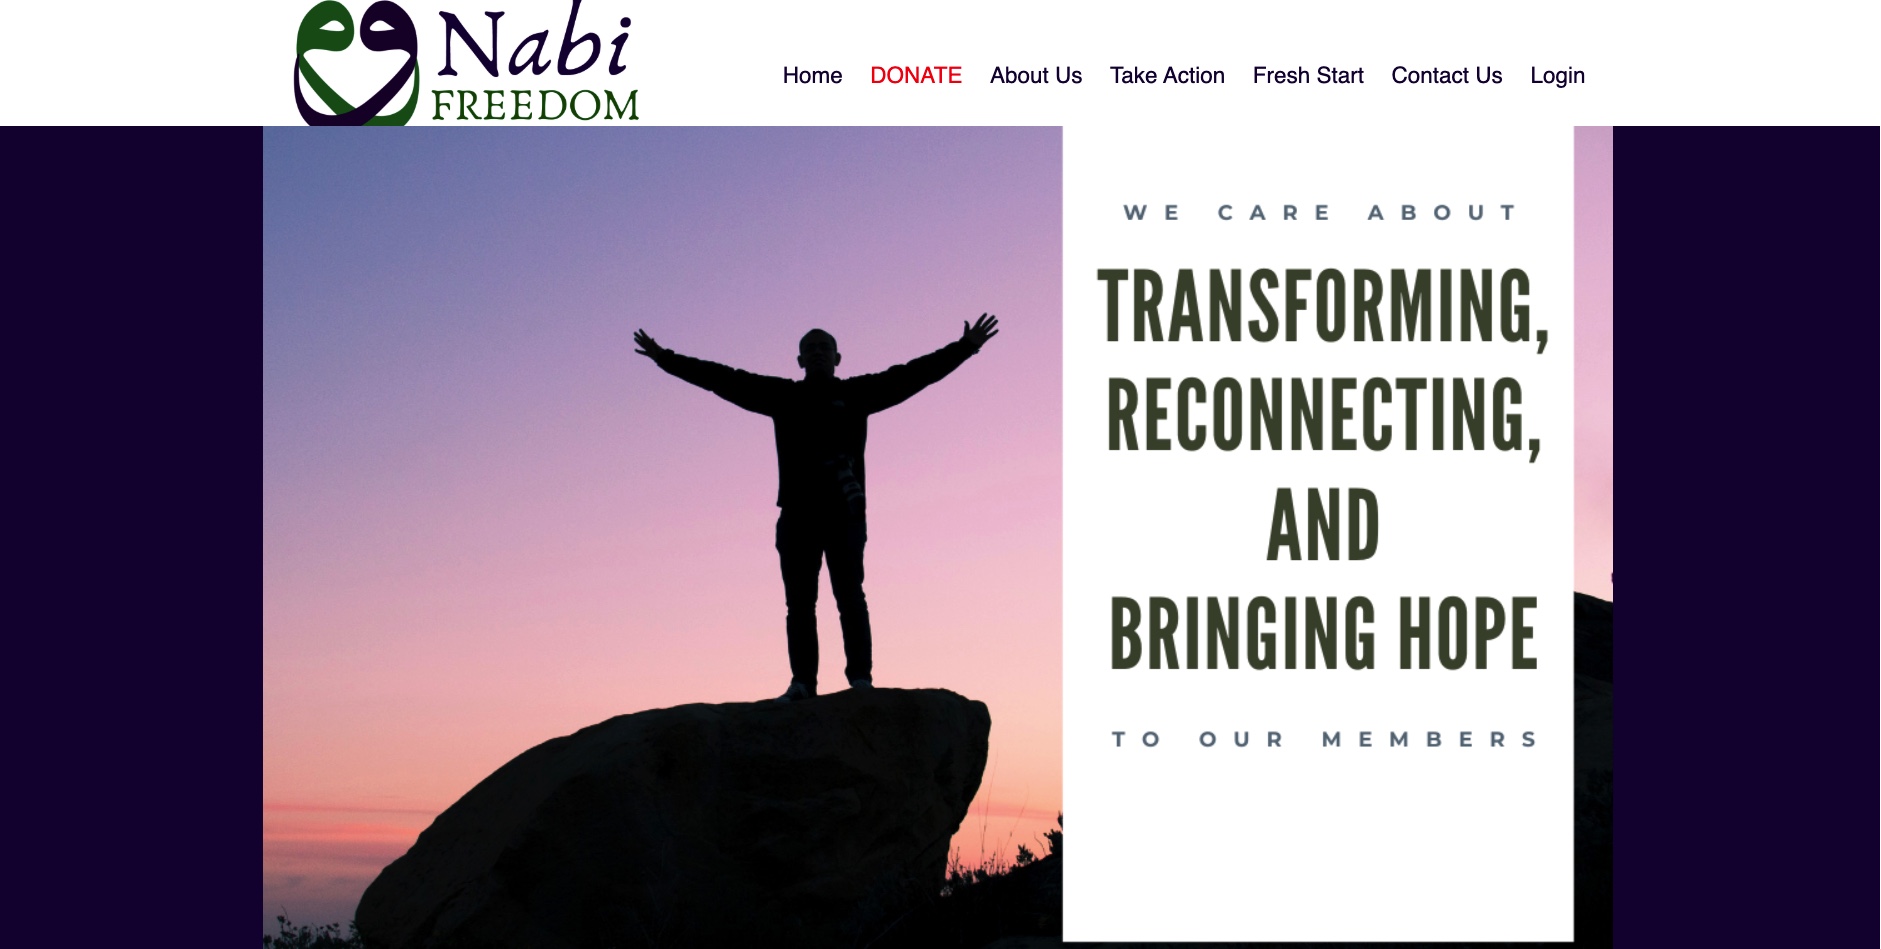 Nabi
FREEDOM
Home DONATE About Us Take Action Fresh Start Contact Us Login
WE CARE ABOUT
TRANSFORMING,
RECONNECTING,
AND
BRINGING HOPE
TO OUR MEMBERS